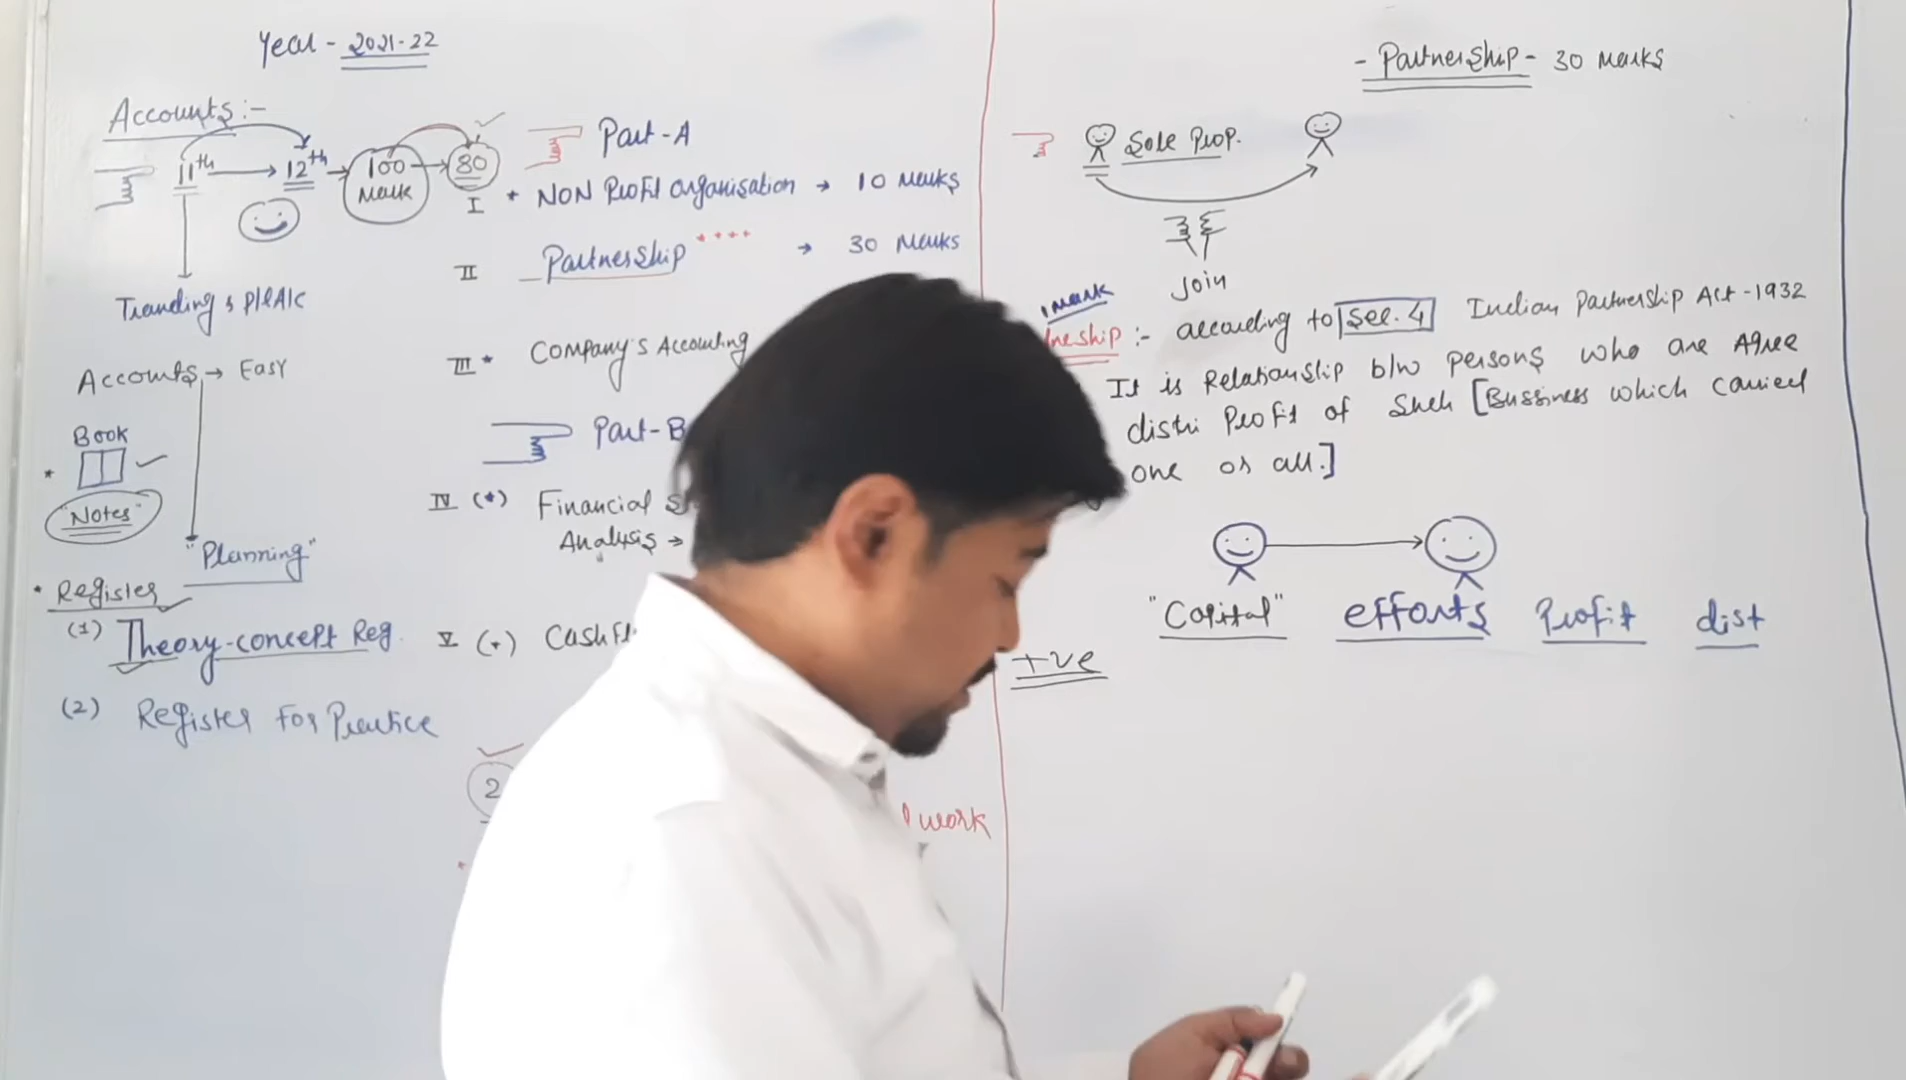 Year - 2021-22
Accounts :-
11th → 12th → 100 Mark → 80
Tranding & P/L A/c
Accounts → Easy
Book
"Notes"
"Planning"
* Register
(1) Theory-concept Reg.
(2) Register For Practice
Part-A
I * NON Profit Organisation → 10 Marks
II Partnership **** → 30 Marks
III * Company's Accounting
Part-B
IV (*) Financial
Analysis →
V (*) Cash Fl
2
work
- Partnership - 30 Marks
Sole Prop.
Join
1 Mark
neship :- according to Sec. 4 Indian Partnership Act - 1932
It is Relationship b/w persons who are Agree
distri Profit of Sheh [Bussiness which carried
one or all.]
"Capital" efforts Profit dist
+ve